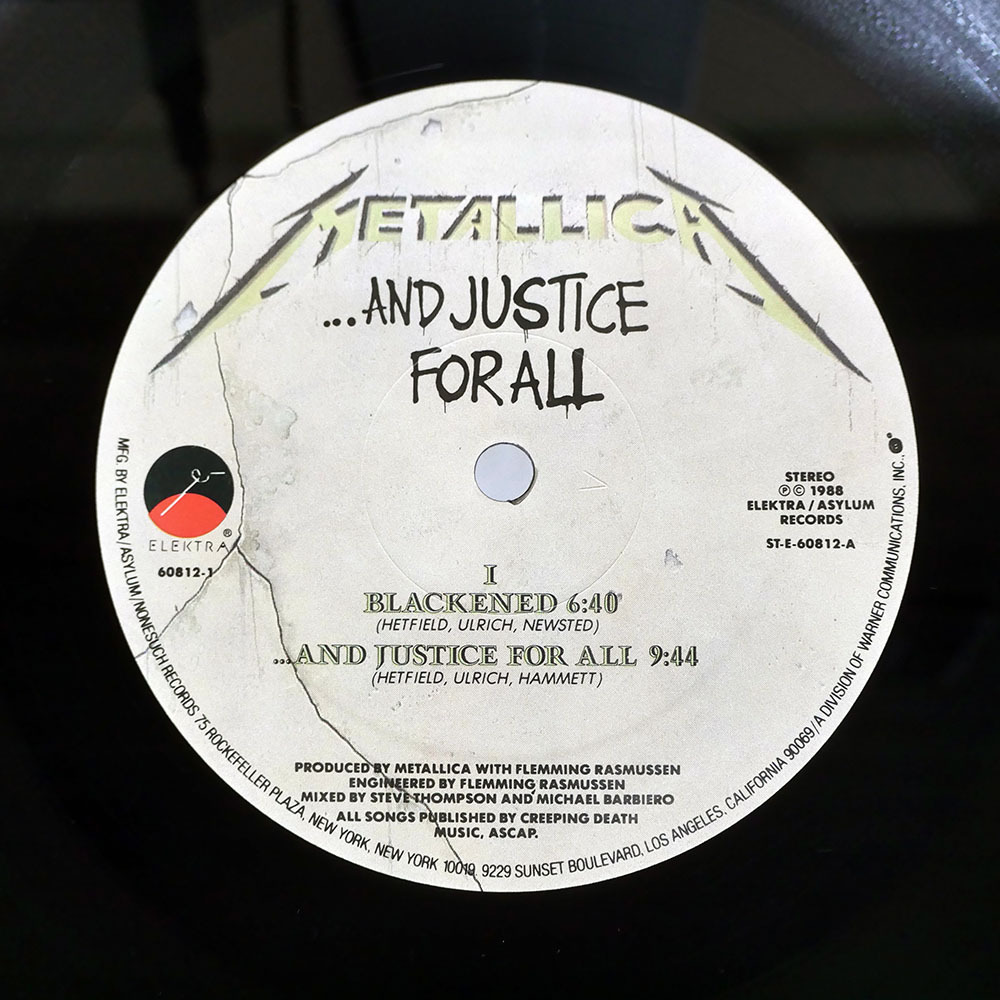 METALLICA
...AND JUSTICE
FOR ALL
ELEKTRA®
60812-1
STEREO
Ⓟ © 1988
ELEKTRA / ASYLUM
RECORDS
ST-E-60812-A
I
BLACKENED 6:40
(HETFIELD, ULRICH, NEWSTED)
...AND JUSTICE FOR ALL 9:44
(HETFIELD, ULRICH, HAMMETT)
PRODUCED BY METALLICA WITH FLEMMING RASMUSSEN
ENGINEERED BY FLEMMING RASMUSSEN
MIXED BY STEVE THOMPSON AND MICHAEL BARBIERO
ALL SONGS PUBLISHED BY CREEPING DEATH
MUSIC, ASCAP.
MFG. BY ELEKTRA/ASYLUM/NONESUCH RECORDS 75 ROCKEFELLER PLAZA, NEW YORK, NEW YORK 10019. 9229 SUNSET BOULEVARD, LOS ANGELES, CALIFORNIA 90069/A DIVISION OF WARNER COMMUNICATIONS, INC.,